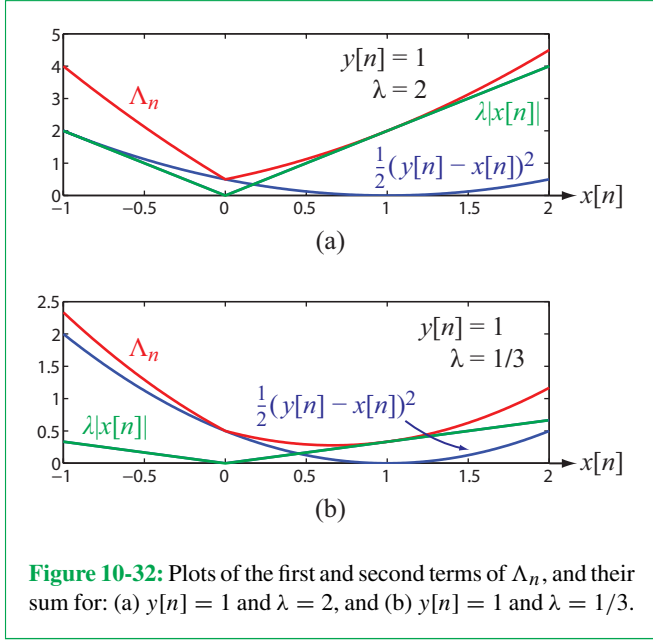 5
4
3
2
1
0
−1
−0.5
0
0.5
1
1.5
2
Λn
y[n] = 1
λ = 2
λ|x[n]|
1/2(y[n] − x[n])²
x[n]
(a)
2.5
2
1.5
1
0.5
0
−1
−0.5
0
0.5
1
1.5
2
Λn
λ|x[n]|
y[n] = 1
λ = 1/3
1/2(y[n] − x[n])²
x[n]
(b)
Figure 10-32: Plots of the first and second terms of Λn, and their
sum for: (a) y[n] = 1 and λ = 2, and (b) y[n] = 1 and λ = 1/3.